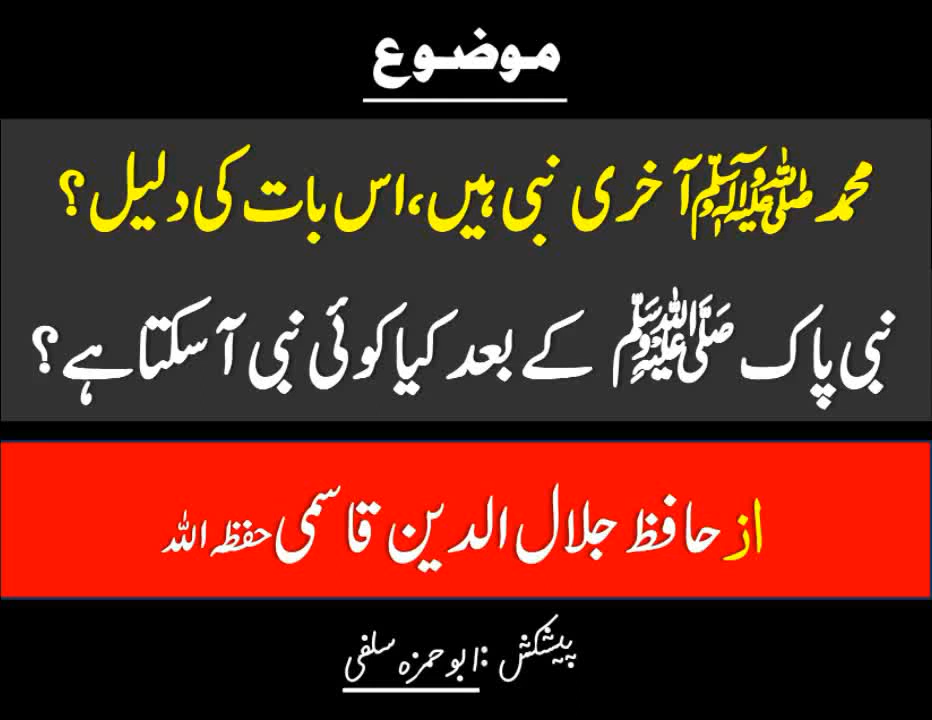 موضوع
محمد ﷺ آخری نبی ہیں، اس بات کی دلیل؟
نبی پاک ﷺ کے بعد کیا کوئی نبی آسکتا ہے؟
از حافظ جلال الدین قاسمی حفظہ اللہ
پیشکش: ابو حمزہ سلفی